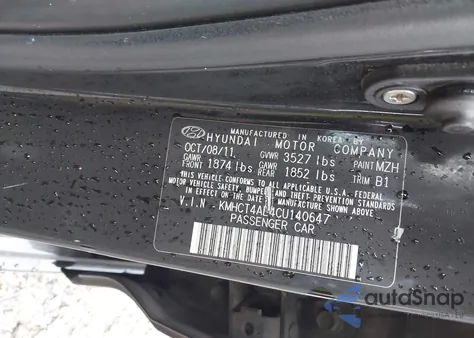 MANUFACTURED IN KOREA BY
HYUNDAI MOTOR COMPANY
OCT/08/11 GVWR 3527 lbs PAINT MZH
GAWR FRONT 1874 lbs GAWR REAR 1852 lbs TRIM B1
THIS VEHICLE CONFORMS TO ALL APPLICABLE U.S.A. FEDERAL
MOTOR VEHICLE SAFETY, BUMPER, AND THEFT-PREVENTION STANDARDS
IN EFFECT ON THE DATE OF MANUFACTURE SHOWN ABOVE.
V.I.N KMHCT4AE4CU140647
PASSENGER CAR
autoSnap